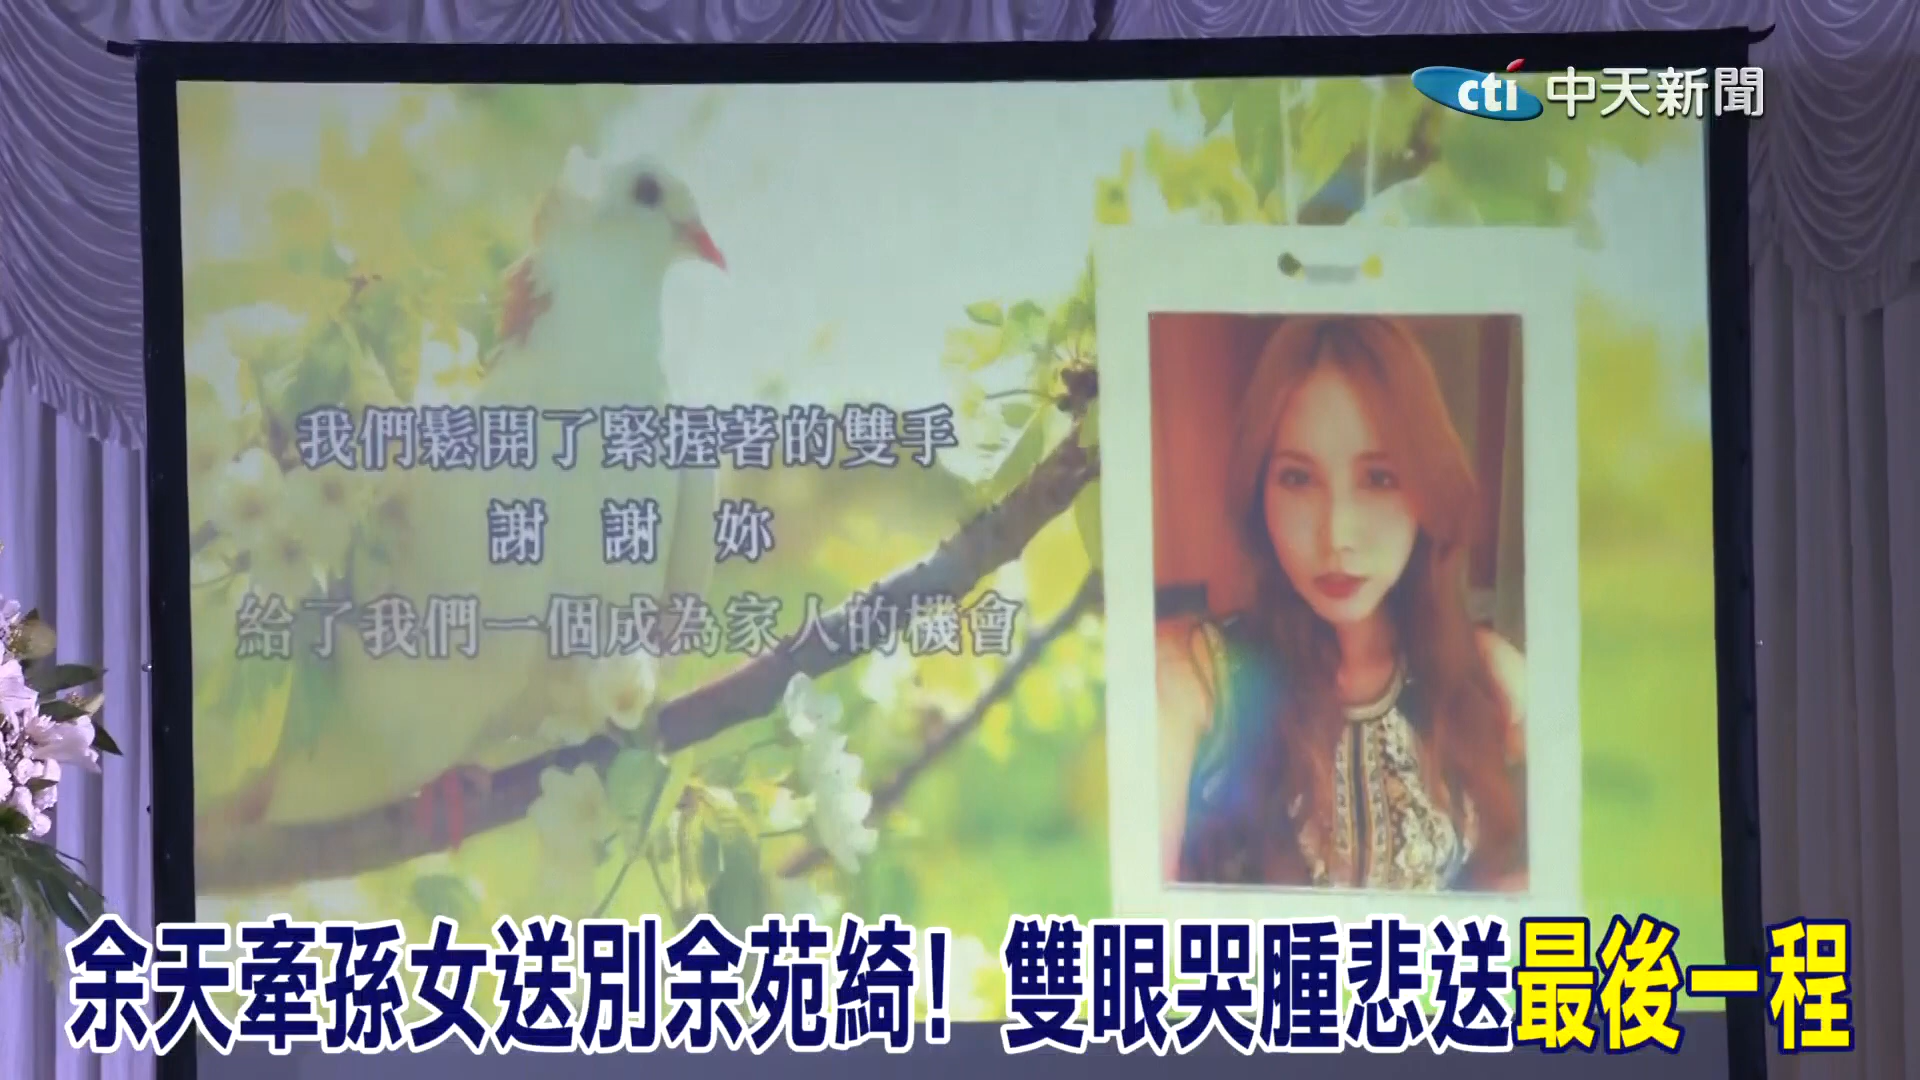 cti 中天新聞
我們鬆開了緊握著的雙手
謝 謝 妳
給了我們一個成為家人的機會
余天牽孫女送別余苑綺！ 雙眼哭腫悲送最後一程